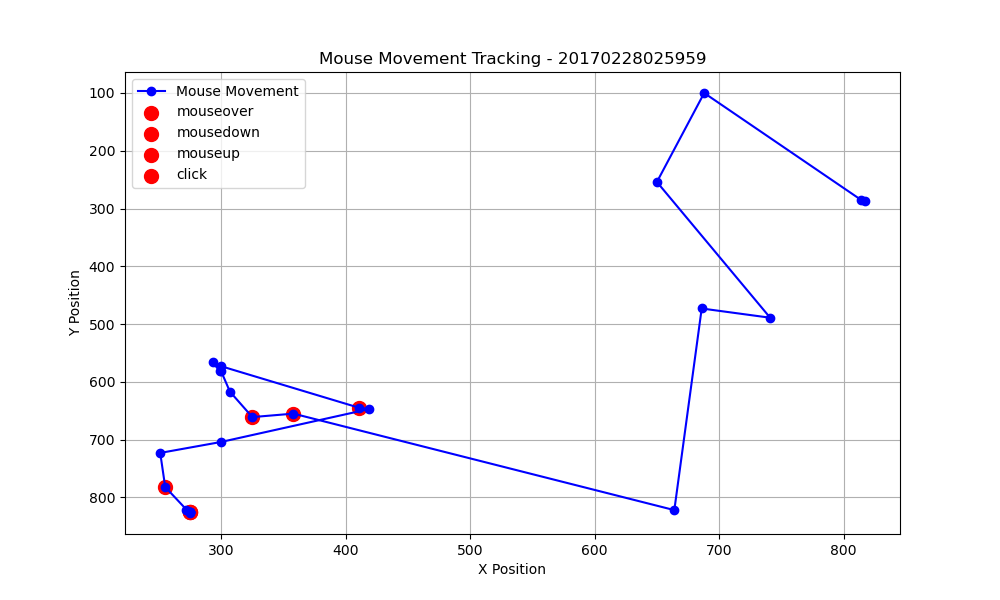 Mouse Movement Tracking - 20170228025959
Mouse Movement
mouseover
mousedown
mouseup
click
100
200
300
400
500
600
700
800
Y Position
300 400 500 600 700 800
X Position